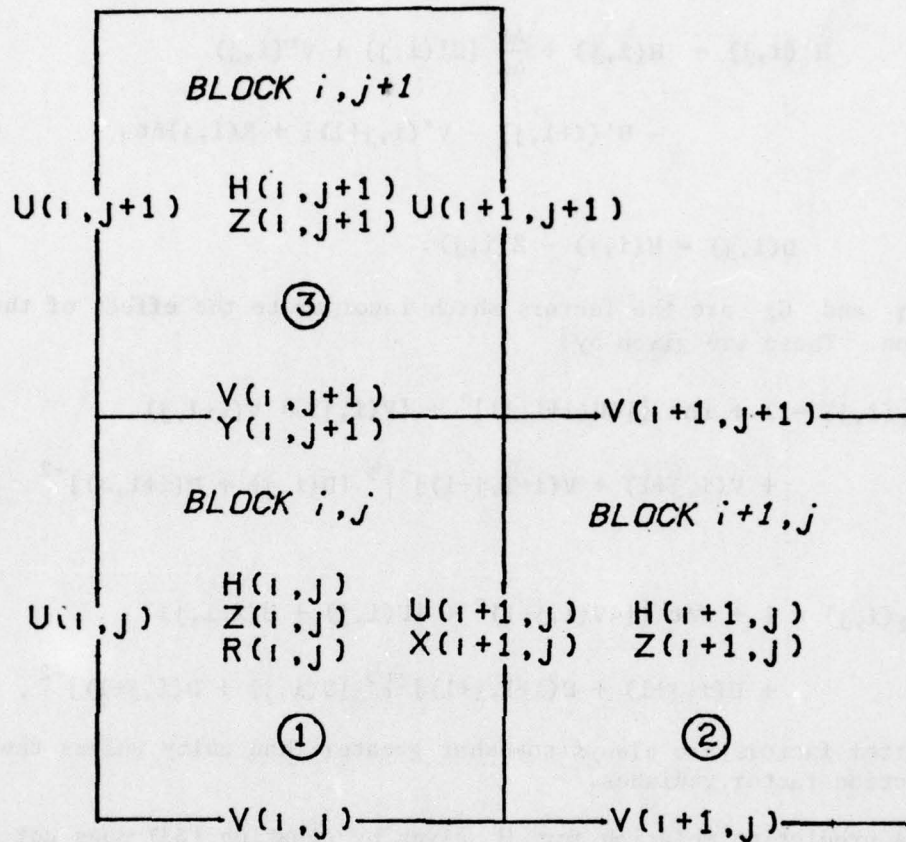 BLOCK i,j+1
H(i,j+1)
U(i,j+1) Z(i,j+1) U(i+1,j+1)
③
V(i,j+1) V(i+1,j+1)
Y(i,j+1)
BLOCK i,j BLOCK i+1,j
H(i,j) U(i+1,j) H(i+1,j)
U(i,j) Z(i,j) X(i+1,j) Z(i+1,j)
R(i,j)
① ②
V(i,j) V(i+1,j)